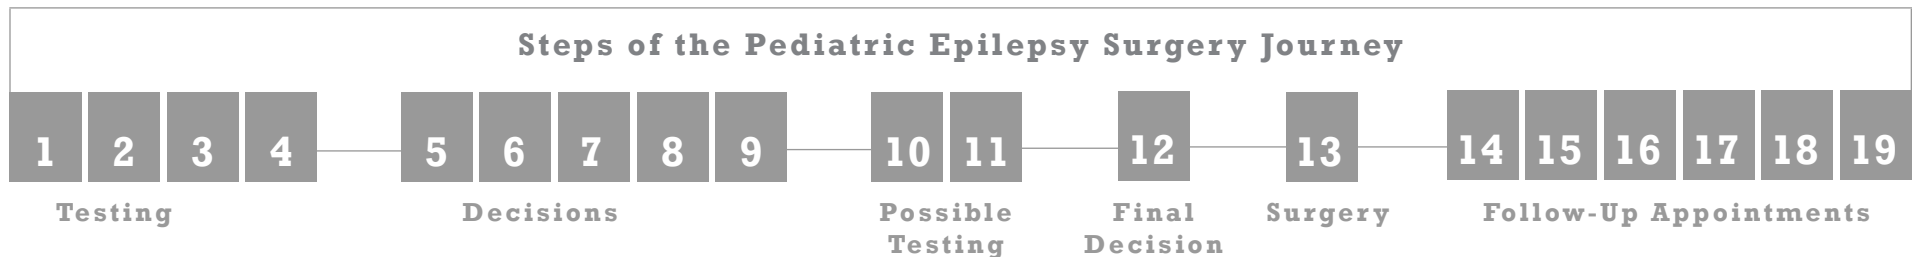 Steps of the Pediatric Epilepsy Surgery Journey
1 2 3 4 5 6 7 8 9 10 11 12 13 14 15 16 17 18 19
Testing Decisions Possible Final Surgery Follow-Up Appointments
Testing Decision